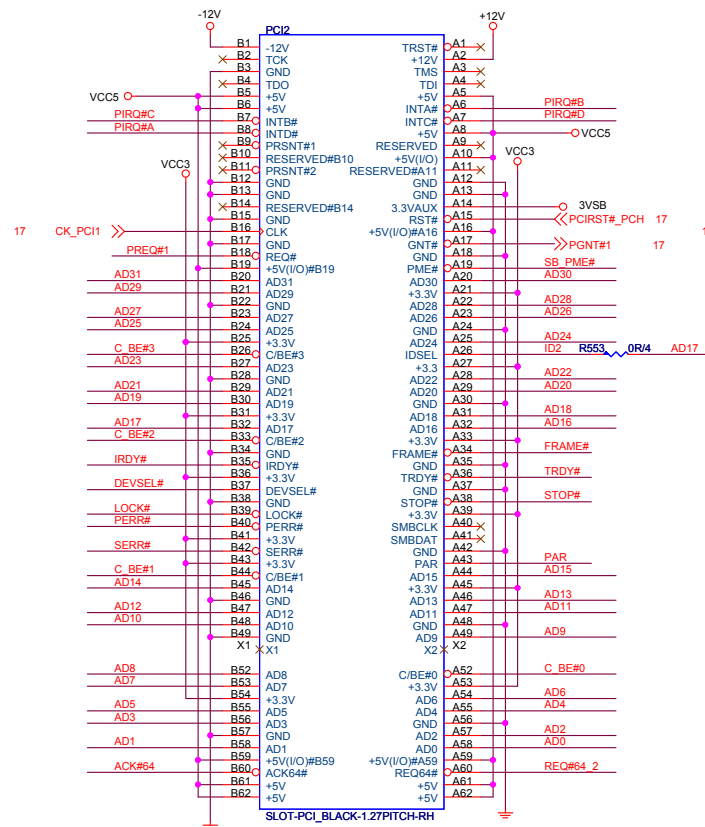 -12V +12V
PCI2
B1 -12V TRST# A1
B2 TCK +12V A2
B3 GND TMS A3
B4 TDO TDI A4
VCC5 B5 +5V +5V A5
B6 +5V INTA# A6 PIRQ#B
PIRQ#C B7 INTB# INTC# A7 PIRQ#D
PIRQ#A B8 INTD# +5V A8 VCC5
B9 PRSNT#1 RESERVED A9
B10 RESERVED#B10 +5V(I/O) A10 VCC3
VCC3 B11 PRSNT#2 RESERVED#A11 A11
B12 GND GND A12
B13 GND GND A13
B14 RESERVED#B14 3.3VAUX A14 3VSB
B15 GND RST# A15 PCIRST#_PCH 17
17 CK_PCI1 B16 CLK +5V(I/O)#A16 A16
B17 GND GNT# A17 PGNT#1 17
PREQ#1 B18 REQ# GND A18
B19 +5V(I/O)#B19 PME# A19 SB_PME#
AD31 B20 AD31 AD30 A20 AD30
AD29 B21 AD29 +3.3V A21
B22 GND AD28 A22 AD28
AD27 B23 AD27 AD26 A23 AD26
AD25 B24 AD25 GND A24
B25 +3.3V AD24 A25 AD24
C_BE#3 B26 C/BE#3 IDSEL A26 ID2 R553 0R/4 AD17
AD23 B27 AD23 +3.3 A27
B28 GND AD22 A28 AD22
AD21 B29 AD21 AD20 A29 AD20
AD19 B30 AD19 GND A30
B31 +3.3V AD18 A31 AD18
AD17 B32 AD17 AD16 A32 AD16
C_BE#2 B33 C/BE#2 +3.3V A33
B34 GND FRAME# A34 FRAME#
IRDY# B35 IRDY# GND A35
B36 +3.3V TRDY# A36 TRDY#
DEVSEL# B37 DEVSEL# GND A37
B38 GND STOP# A38 STOP#
LOCK# B39 LOCK# +3.3V A39
PERR# B40 PERR# SMBCLK A40
B41 +3.3V SMBDAT A41
SERR# B42 SERR# GND A42
B43 +3.3V PAR A43 PAR
C_BE#1 B44 C/BE#1 AD15 A44 AD15
AD14 B45 AD14 +3.3V A45
B46 GND AD13 A46 AD13
AD12 B47 AD12 AD11 A47 AD11
AD10 B48 AD10 GND A48
B49 GND AD9 A49 AD9
X1 X1 X2 X2
AD8 B52 AD8 C/BE#0 A52 C_BE#0
AD7 B53 AD7 +3.3V A53
B54 +3.3V AD6 A54 AD6
AD5 B55 AD5 AD4 A55 AD4
AD3 B56 AD3 GND A56
B57 GND AD2 A57 AD2
AD1 B58 AD1 AD0 A58 AD0
B59 +5V(I/O)#B59 +5V(I/O)#A59 A59
ACK#64 B60 ACK64# REQ64# A60 REQ#64_2
B61 +5V +5V A61
B62 +5V +5V A62
SLOT-PCI_BLACK-1.27PITCH-RH